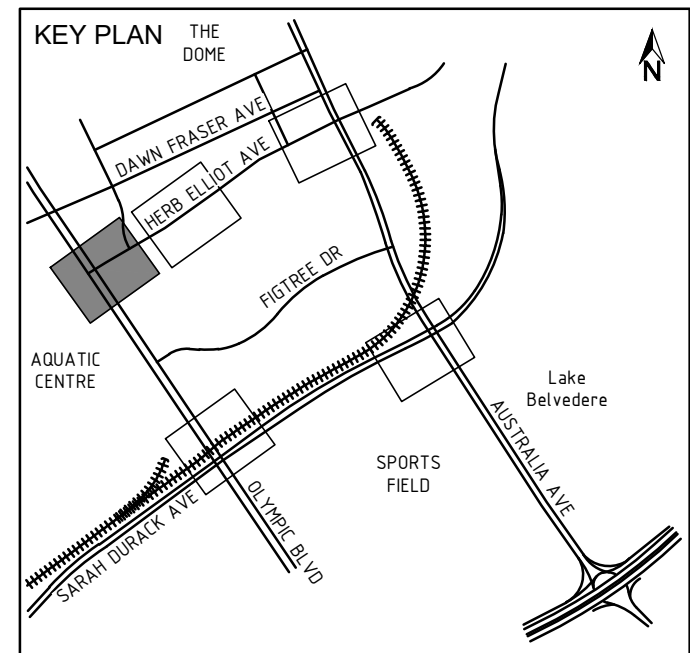 KEY PLAN
THE
DOME
N
DAWN FRASER AVE
HERB ELLIOT AVE
FIGTREE DR
AQUATIC
CENTRE
Lake
Belvedere
AUSTRALIA AVE
SPORTS
FIELD
OLYMPIC BLVD
SARAH DURACK AVE